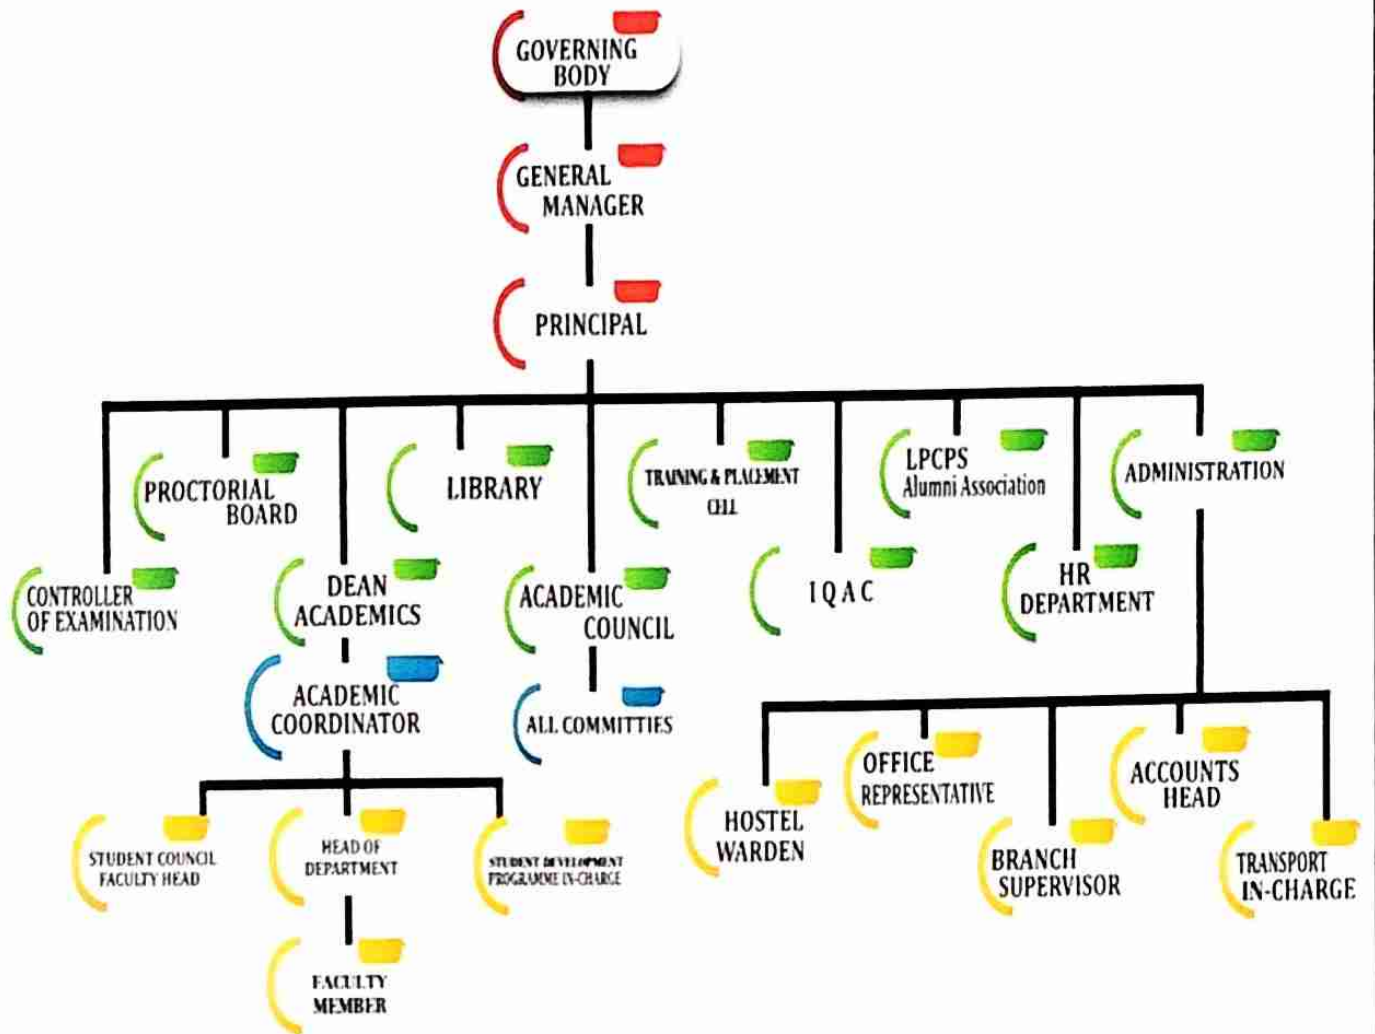 GOVERNING
BODY
GENERAL
MANAGER
PRINCIPAL
PROCTORIAL
BOARD
LIBRARY
TRAINING & PLACEMENT
CELL
LPCPS
Alumni Association
ADMINISTRATION
CONTROLLER
OF EXAMINATION
DEAN
ACADEMICS
ACADEMIC
COUNCIL
IQAC
HR
DEPARTMENT
ACADEMIC
COORDINATOR
ALL COMMITTIES
HOSTEL
WARDEN
OFFICE
REPRESENTATIVE
BRANCH
SUPERVISOR
ACCOUNTS
HEAD
TRANSPORT
IN-CHARGE
STUDENT COUNCIL
FACULTY HEAD
HEAD OF
DEPARTMENT
STUDENT DEVELOPMENT
PROGRAMME IN-CHARGE
FACULTY
MEMBER